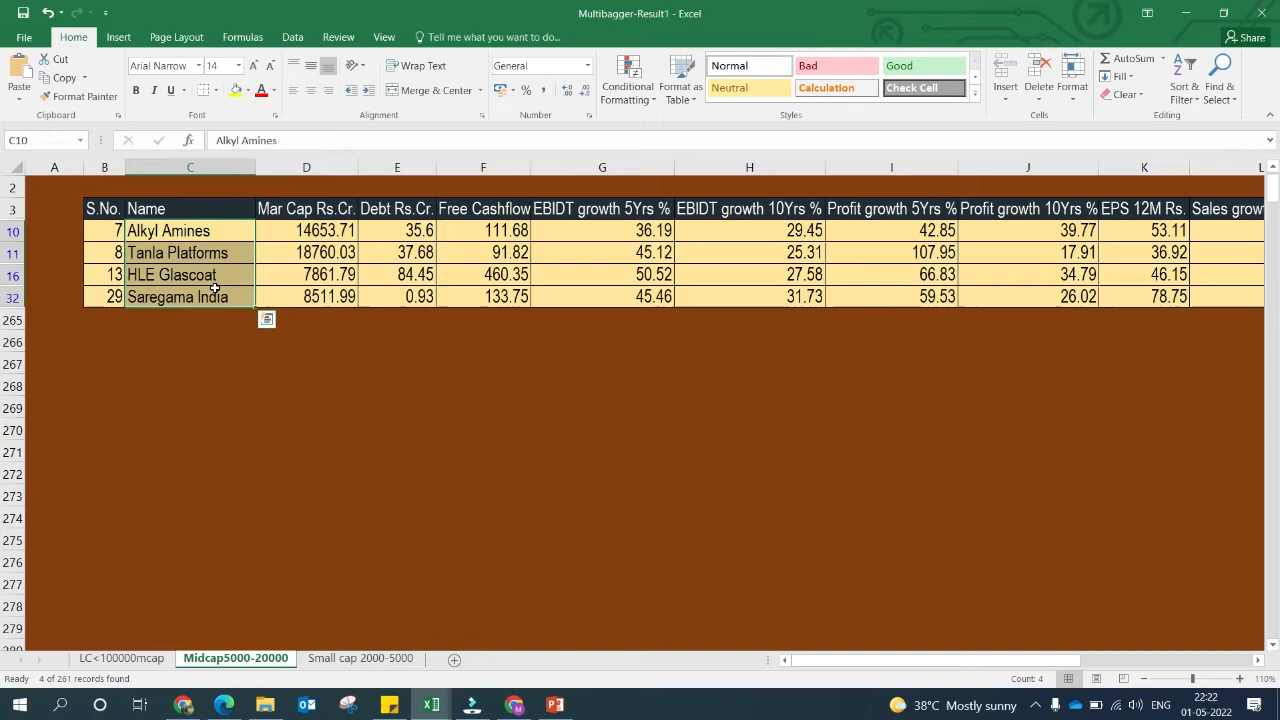 Multibagger-Result1 - Excel
File Home Insert Page Layout Formulas Data Review View Tell me what you want to do... Share
Paste
Cut
Copy
Format Painter
Clipboard
Arial Narrow 14
B I U
Font
Wrap Text
Merge & Center
Alignment
General
%
Number
Conditional Formatting
Format as Table
Normal Bad Good
Neutral Calculation Check Cell
Styles
Insert Delete Format
Cells
AutoSum
Fill
Clear
Sort & Filter
Find & Select
Editing
C10 Alkyl Amines
A B C D E F G H I J K L
2
3 S.No. Name Mar Cap Rs.Cr. Debt Rs.Cr. Free Cashflow EBIDT growth 5Yrs % EBIDT growth 10Yrs % Profit growth 5Yrs % Profit growth 10Yrs % EPS 12M Rs. Sales grow
10 7 Alkyl Amines 14653.71 35.6 111.68 36.19 29.45 42.85 39.77 53.11
11 8 Tanla Platforms 18760.03 37.68 91.82 45.12 25.31 107.95 17.91 36.92
16 13 HLE Glascoat 7861.79 84.45 460.35 50.52 27.58 66.83 34.79 46.15
32 29 Saregama India 8511.99 0.93 133.75 45.46 31.73 59.53 26.02 78.75
265
266
267
268
269
270
271
272
273
274
275
276
277
278
279
LC<100000mcap Midcap5000-20000 Small cap 2000-5000
Ready 4 of 261 records found Count: 4 110%
38°C Mostly sunny
22:22
01-05-2022